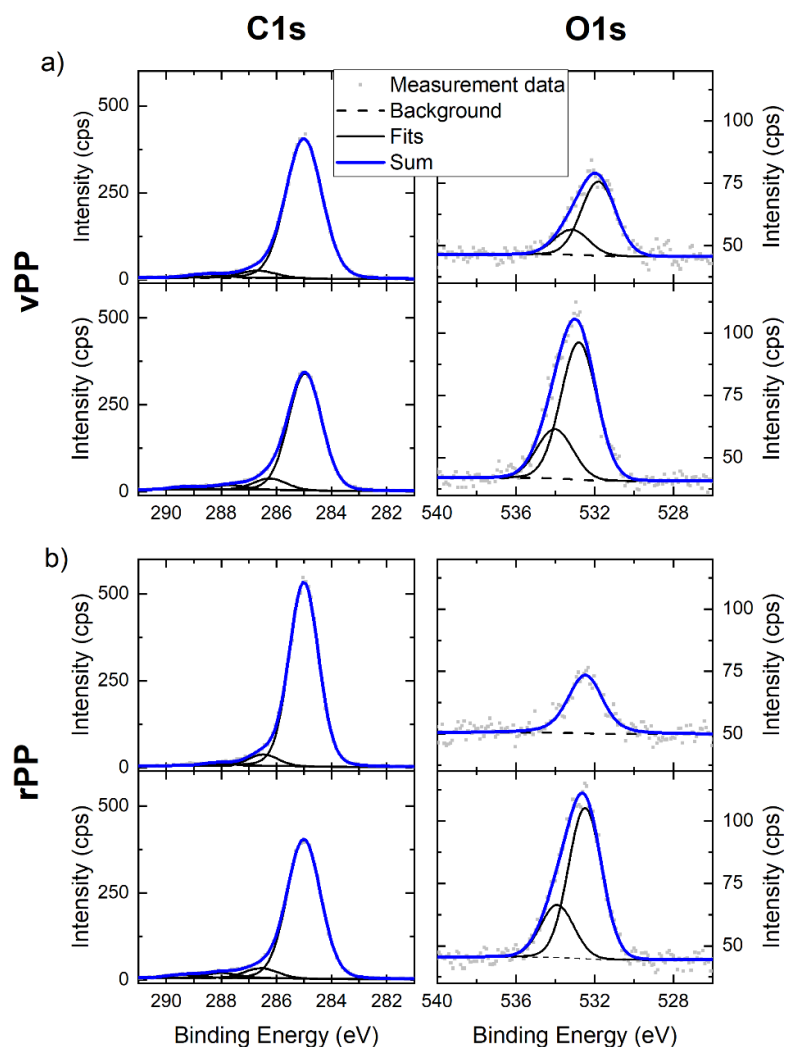 C1s
O1s
a)
Measurement data
Background
Fits
Sum
vPP
Intensity (cps)
500
250
0
100
75
50
Intensity (cps)
Intensity (cps)
500
250
0
100
75
50
Intensity (cps)
290 288 286 284 282
540 536 532 528
b)
rPP
Intensity (cps)
500
250
0
100
75
50
Intensity (cps)
Intensity (cps)
500
250
0
100
75
50
Intensity (cps)
290 288 286 284 282
540 536 532 528
Binding Energy (eV)
Binding Energy (eV)